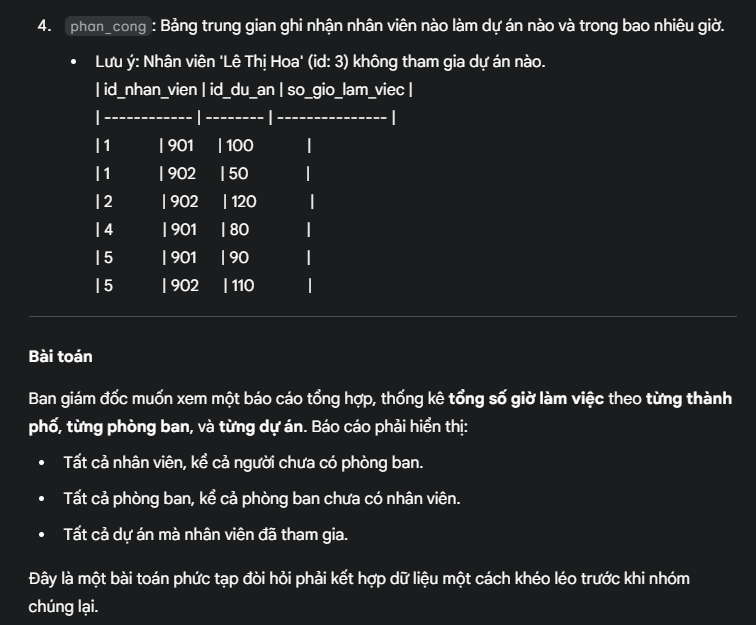 4. phan_cong : Bảng trung gian ghi nhận nhân viên nào làm dự án nào và trong bao nhiêu giờ.
• Lưu ý: Nhân viên 'Lê Thị Hoa' (id: 3) không tham gia dự án nào.
| id_nhan_vien | id_du_an | so_gio_lam_viec |
| ------------ | -------- | --------------- |
| 1 | 901 | 100 |
| 1 | 902 | 50 |
| 2 | 902 | 120 |
| 4 | 901 | 80 |
| 5 | 901 | 90 |
| 5 | 902 | 110 |
Bài toán
Ban giám đốc muốn xem một báo cáo tổng hợp, thống kê tổng số giờ làm việc theo từng thành
phố, từng phòng ban, và từng dự án. Báo cáo phải hiển thị:
• Tất cả nhân viên, kể cả người chưa có phòng ban.
• Tất cả phòng ban, kể cả phòng ban chưa có nhân viên.
• Tất cả dự án mà nhân viên đã tham gia.
Đây là một bài toán phức tạp đòi hỏi phải kết hợp dữ liệu một cách khéo léo trước khi nhóm
chúng lại.